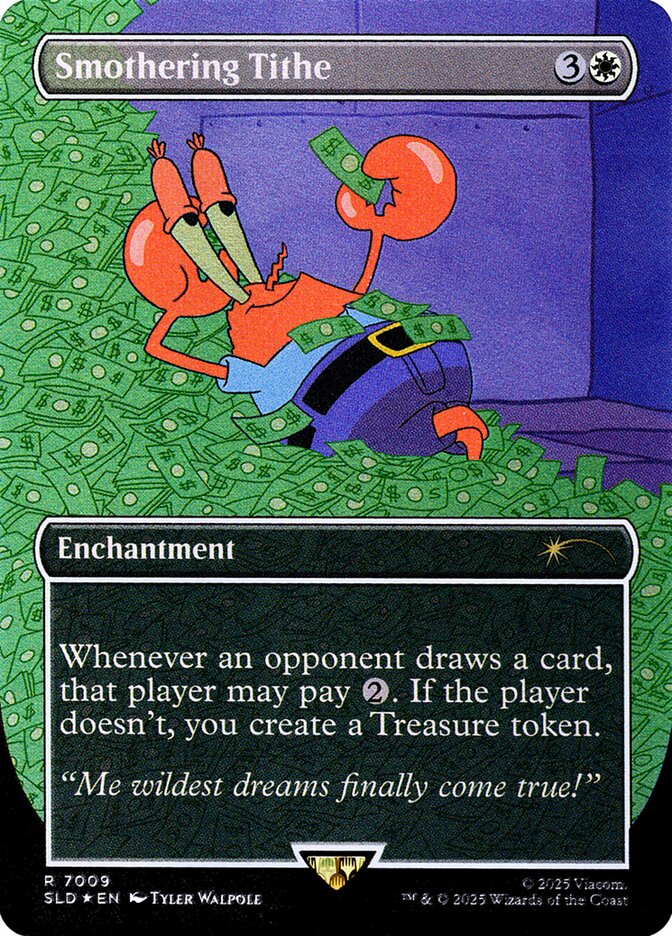 Smothering Tithe 3
Enchantment
Whenever an opponent draws a card,
that player may pay 2. If the player
doesn't, you create a Treasure token.
“Me wildest dreams finally come true!”
R 7009
SLD ★ EN Tyler Walpole
© 2025 Viacom.
™ & © 2025 Wizards of the Coast